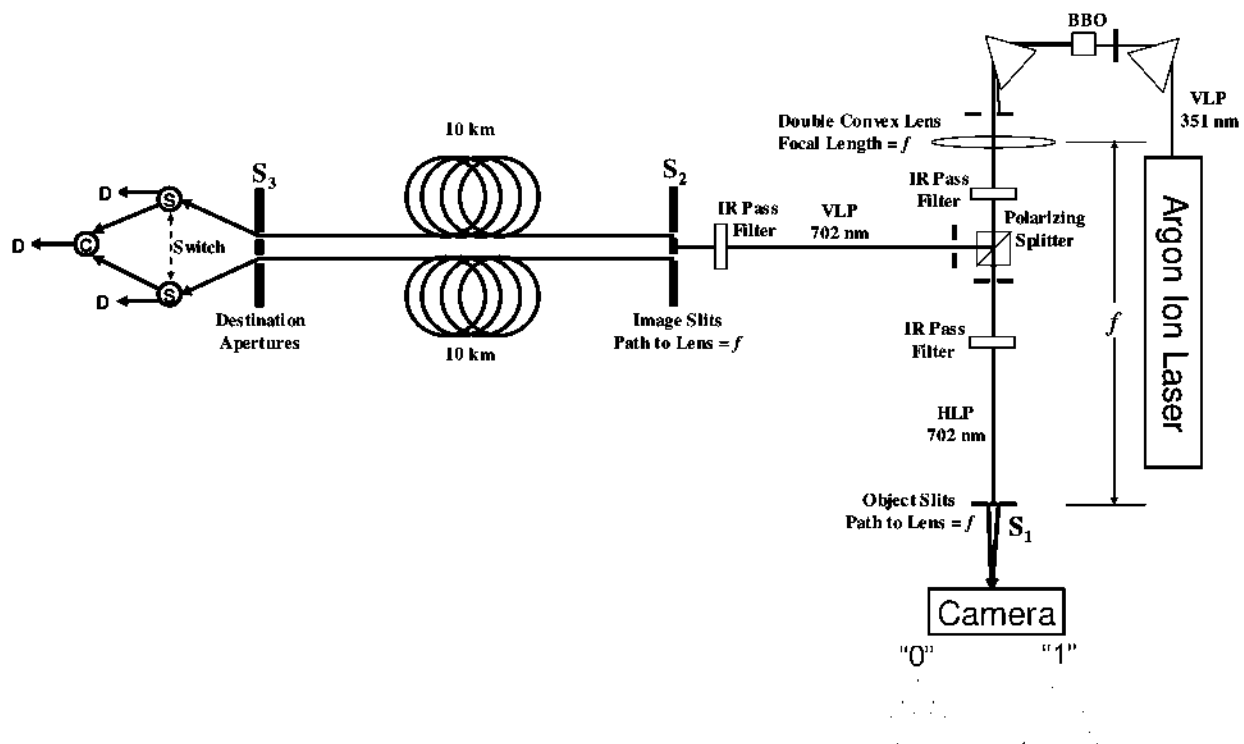 BBO
VLP
351 nm
Double Convex Lens
Focal Length = f
10 km
S3
S2
IR Pass
Filter
IR Pass
Filter
VLP
702 nm
Polarizing
Splitter
D
S
D
C
Switch
D
S
Destination
Apertures
Image Slits
Path to Lens = f
10 km
IR Pass
Filter
f
Argon Ion Laser
HLP
702 nm
Object Slits
Path to Lens = f
S1
Camera
"0"
"1"